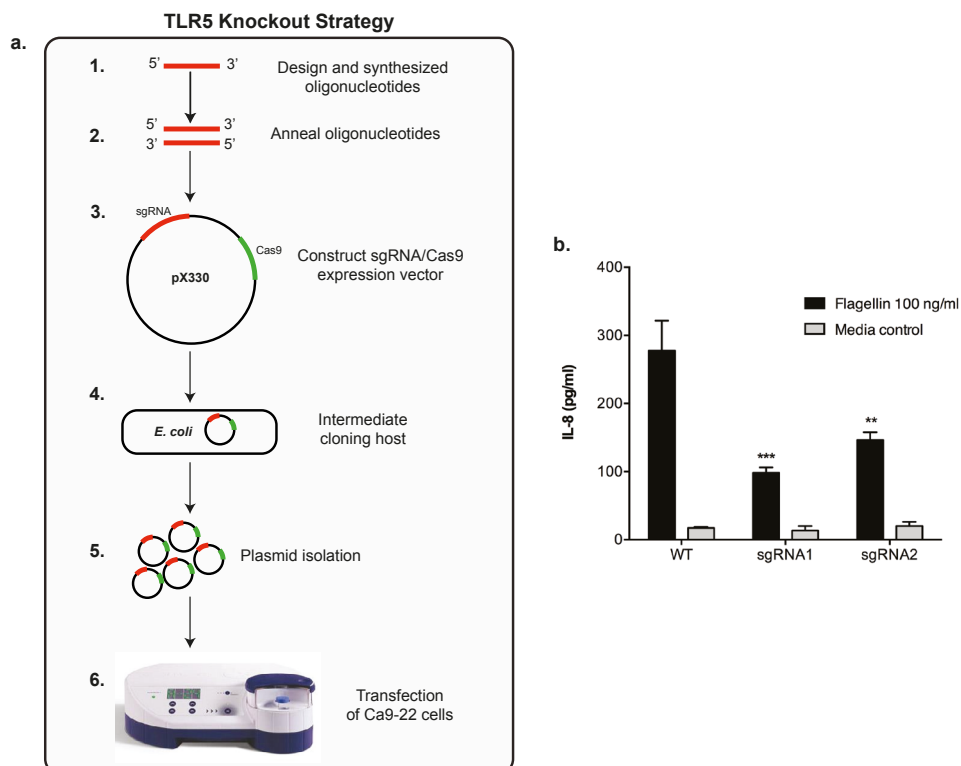 TLR5 Knockout Strategy
a.
1.
5’
3’
Design and synthesized
oligonucleotides
2.
5’
3’
3’
5’
Anneal oligonucleotides
3.
sgRNA
Cas9
pX330
Construct sgRNA/Cas9
expression vector
4.
E. coli
Intermediate
cloning host
5.
Plasmid isolation
6.
Transfection
of Ca9-22 cells
b.
400
300
200
100
0
IL-8 (pg/ml)
Flagellin 100 ng/ml
Media control
***
**
WT
sgRNA1
sgRNA2